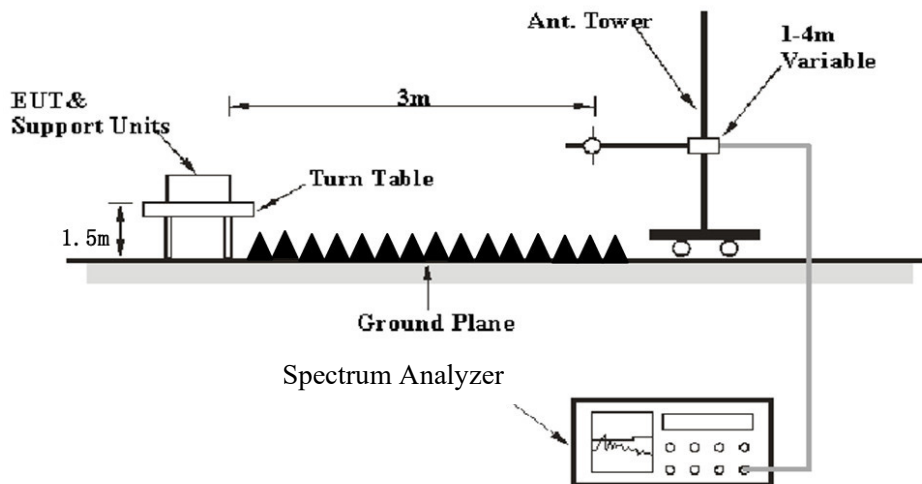 Ant. Tower
1-4m
Variable
EUT&
Support Units
3m
Turn Table
1.5m
Ground Plane
Spectrum Analyzer